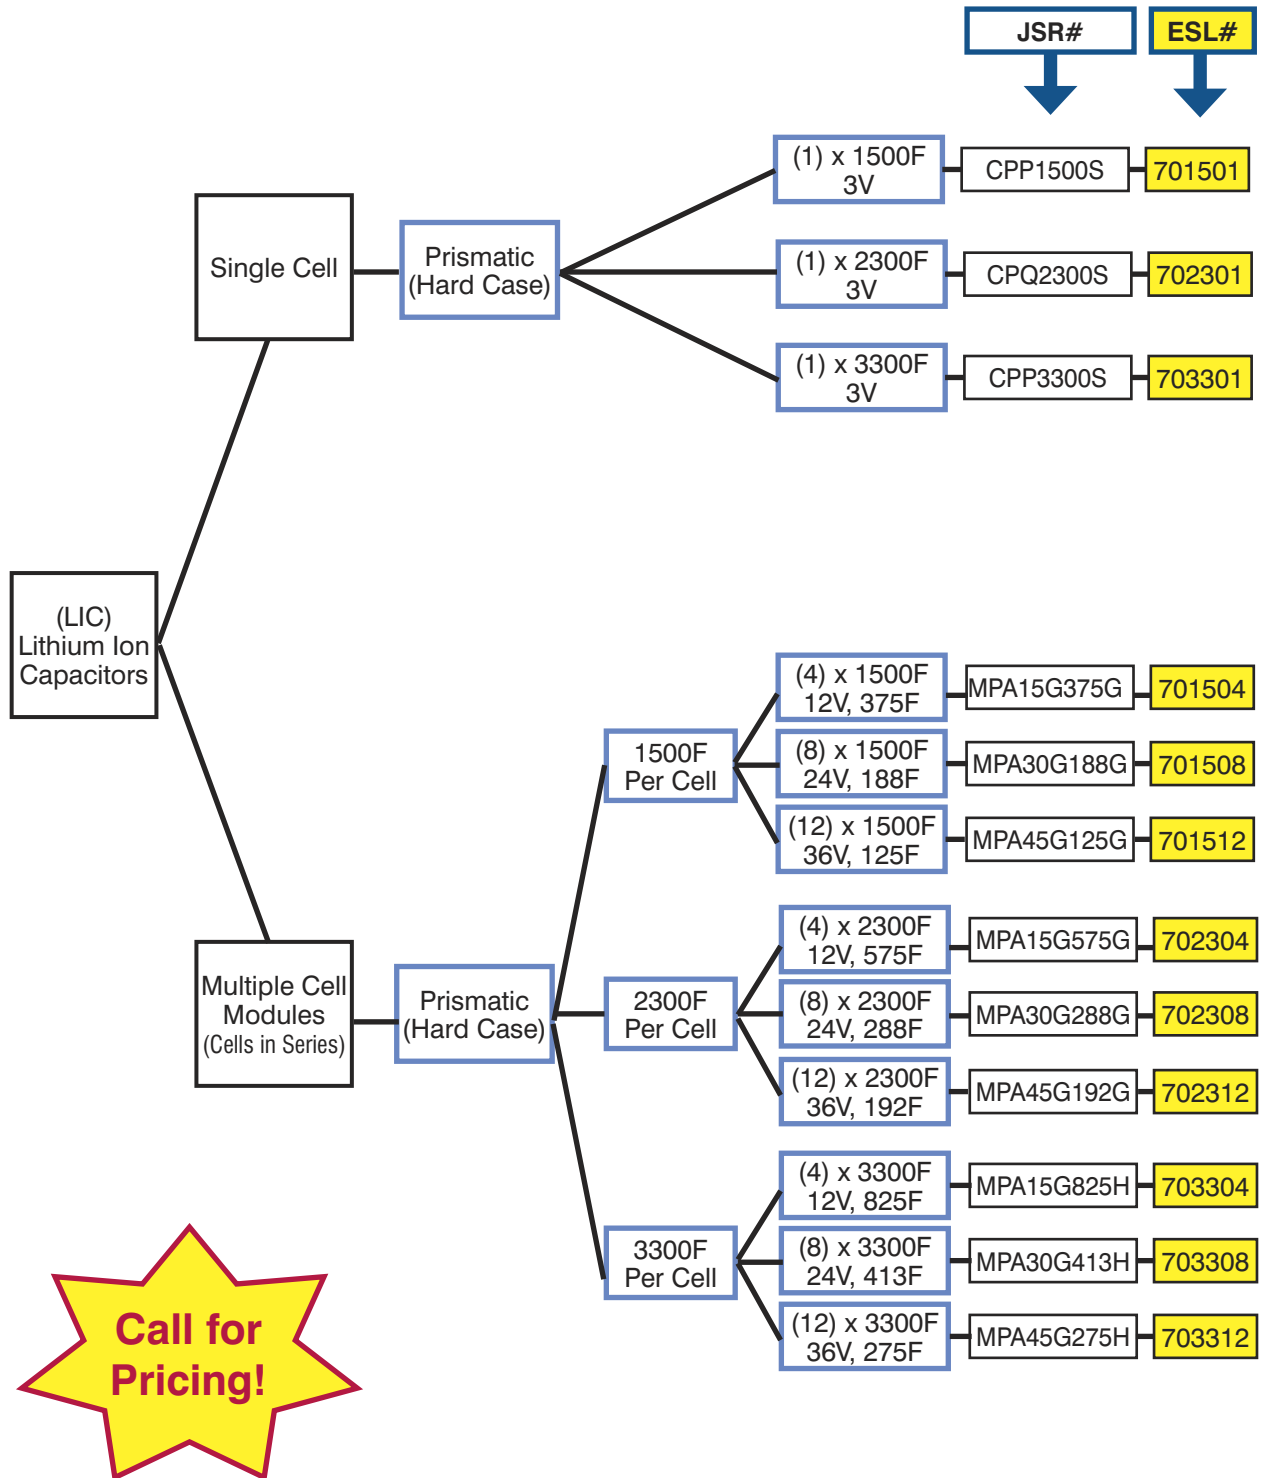 JSR#
ESL#
(1) x 1500F
3V
CPP1500S
701501
Single Cell
Prismatic
(Hard Case)
(1) x 2300F
3V
CPQ2300S
702301
(1) x 3300F
3V
CPP3300S
703301
(LIC)
Lithium Ion
Capacitors
(4) x 1500F
12V, 375F
MPA15G375G
701504
1500F
Per Cell
(8) x 1500F
24V, 188F
MPA30G188G
701508
(12) x 1500F
36V, 125F
MPA45G125G
701512
Multiple Cell
Modules
(Cells in Series)
Prismatic
(Hard Case)
(4) x 2300F
12V, 575F
MPA15G575G
702304
2300F
Per Cell
(8) x 2300F
24V, 288F
MPA30G288G
702308
(12) x 2300F
36V, 192F
MPA45G192G
702312
(4) x 3300F
12V, 825F
MPA15G825H
703304
3300F
Per Cell
(8) x 3300F
24V, 413F
MPA30G413H
703308
(12) x 3300F
36V, 275F
MPA45G275H
703312
Call for
Pricing!